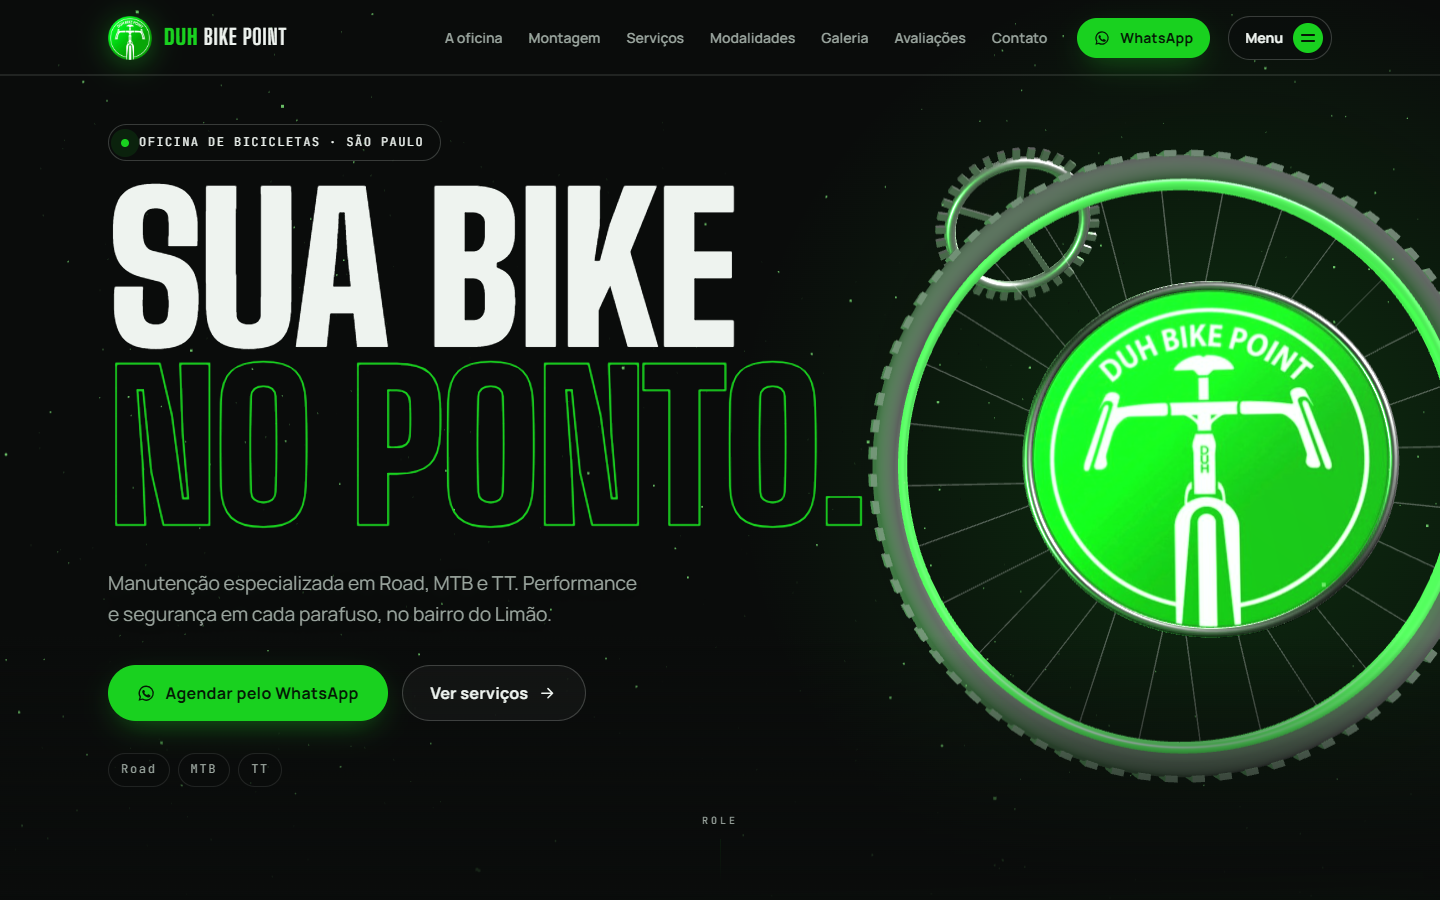 DUH BIKE POINT
A oficina
Montagem
Serviços
Modalidades
Galeria
Avaliações
Contato
WhatsApp
Menu
OFICINA DE BICICLETAS · SÃO PAULO
SUA BIKE
NO PONTO.
DUH BIKE POINT
DUH
Manutenção especializada em Road, MTB e TT. Performance
e segurança em cada parafuso, no bairro do Limão.
Agendar pelo WhatsApp
Ver serviços →
Road
MTB
TT
ROLE